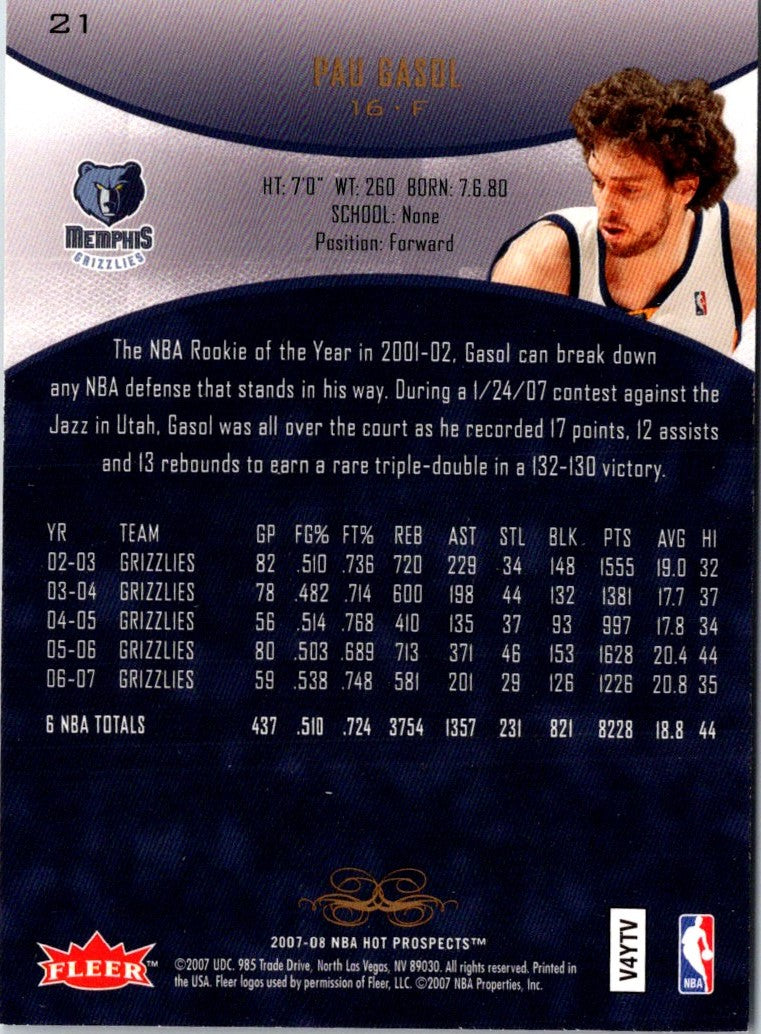 21
PAU GASOL
16 · F
HT: 7'0" WT: 260 BORN: 7.6.80
SCHOOL: None
Position: Forward
MEMPHIS
GRIZZLIES
The NBA Rookie of the Year in 2001-02, Gasol can break down
any NBA defense that stands in his way. During a 1/24/07 contest against the
Jazz in Utah, Gasol was all over the court as he recorded 17 points, 12 assists
and 13 rebounds to earn a rare triple-double in a 132-130 victory.
YR TEAM GP FG% FT% REB AST STL BLK PTS AVG HI
02-03 GRIZZLIES 82 .510 .736 720 229 34 148 1555 19.0 32
03-04 GRIZZLIES 78 .482 .714 600 198 44 132 1381 17.7 37
04-05 GRIZZLIES 56 .514 .768 410 135 37 93 997 17.8 34
05-06 GRIZZLIES 80 .503 .689 713 371 46 153 1628 20.4 44
06-07 GRIZZLIES 59 .538 .748 581 201 29 126 1226 20.8 35
6 NBA TOTALS 437 .510 .724 3754 1357 231 821 8228 18.8 44
2007-08 NBA HOT PROSPECTS™
FLEER™
©2007 UDC. 985 Trade Drive, North Las Vegas, NV 89030. All rights reserved. Printed in
the USA. Fleer logos used by permission of Fleer, LLC. ©2007 NBA Properties, Inc.
V4YTV
NBA